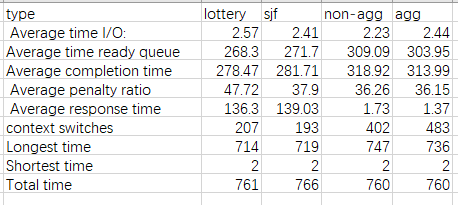 type lottery sjf non-agg agg
Average time I/O: 2.57 2.41 2.23 2.44
Average time ready queue 268.3 271.7 309.09 303.95
Average completion time 278.47 281.71 318.92 313.99
Average penalty ratio 47.72 37.9 36.26 36.15
Average response time 136.3 139.03 1.73 1.37
context switches 207 193 402 483
Longest time 714 719 747 736
Shortest time 2 2 2 2
Total time 761 766 760 760